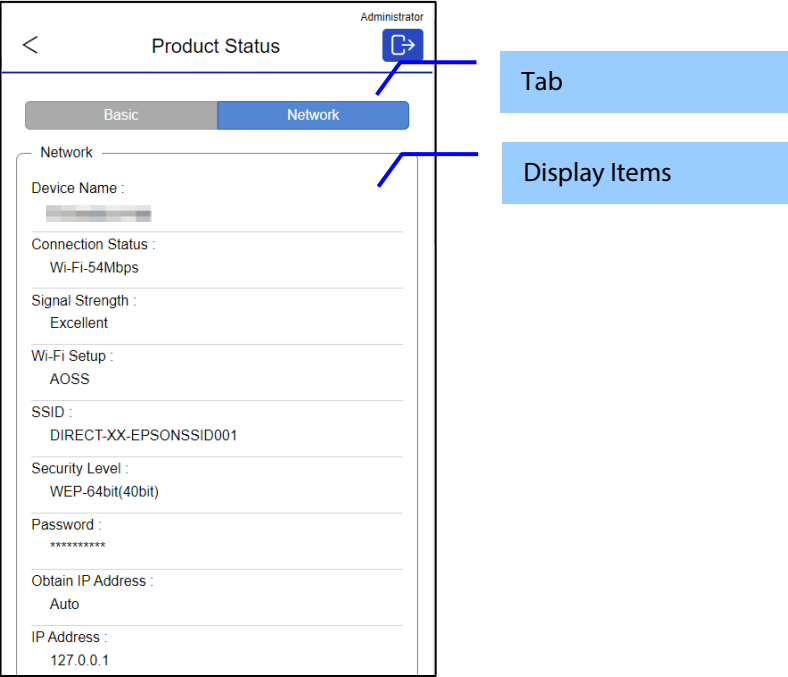 Administrator
Product Status
Tab
Basic
Network
Network
Display Items
Device Name :
Connection Status :
Wi-Fi-54Mbps
Signal Strength :
Excellent
Wi-Fi Setup :
AOSS
SSID :
DIRECT-XX-EPSONSSID001
Security Level :
WEP-64bit(40bit)
Password :
**********
Obtain IP Address :
Auto
IP Address :
127.0.0.1